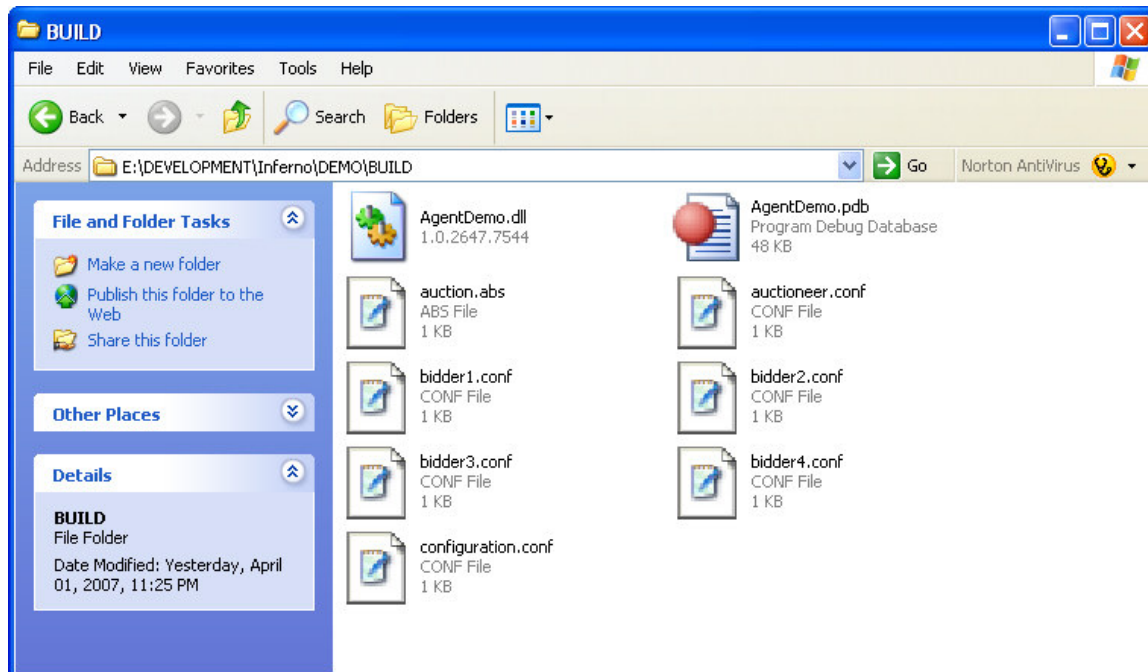 BUILD
File Edit View Favorites Tools Help
Back Search Folders
Address E:\DEVELOPMENT\Inferno\DEMO\BUILD Go Norton AntiVirus
File and Folder Tasks
Make a new folder
Publish this folder to the
Web
Share this folder
Other Places
Details
BUILD
File Folder
Date Modified: Yesterday, April
01, 2007, 11:25 PM
AgentDemo.dll
1.0.2647.7544
AgentDemo.pdb
Program Debug Database
48 KB
auction.abs
ABS File
1 KB
auctioneer.conf
CONF File
1 KB
bidder1.conf
CONF File
1 KB
bidder2.conf
CONF File
1 KB
bidder3.conf
CONF File
1 KB
bidder4.conf
CONF File
1 KB
configuration.conf
CONF File
1 KB